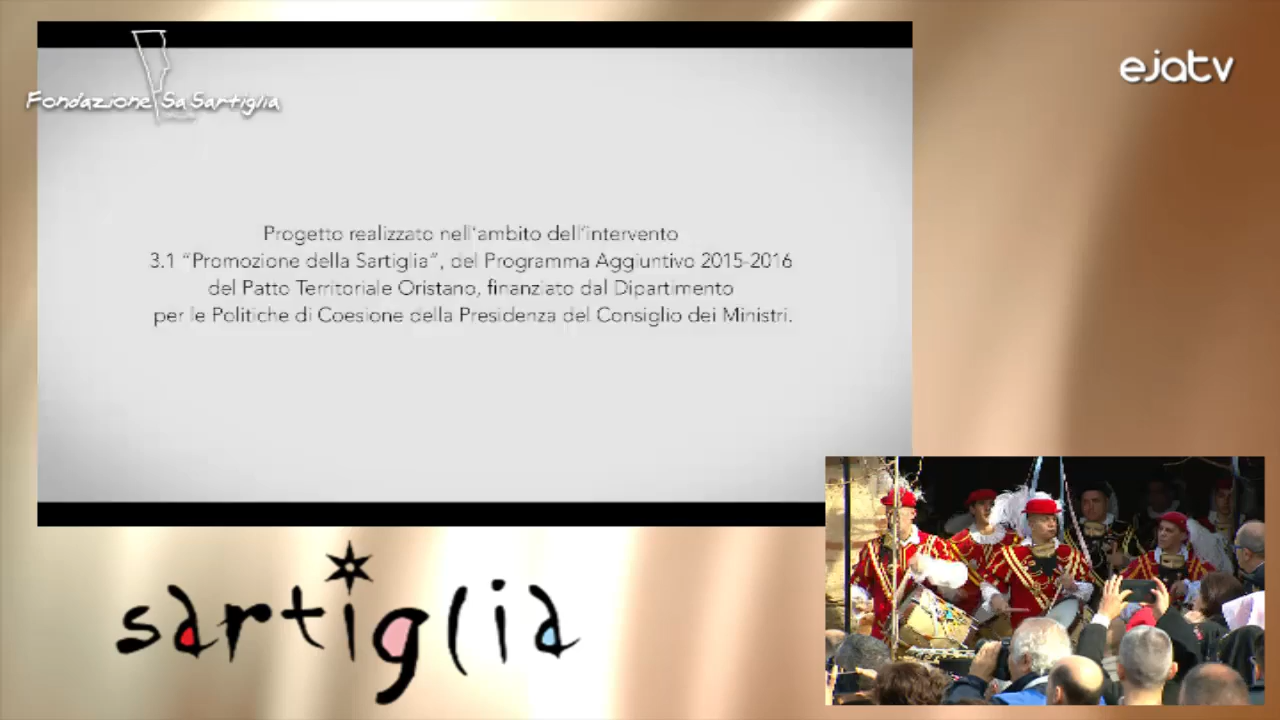 Fondazione Sa Sartiglia
ejatv
Progetto realizzato nell'ambito dell'intervento
3.1 "Promozione della Sartiglia", del Programma Aggiuntivo 2015-2016
del Patto Territoriale Oristano, finanziato dal Dipartimento
per le Politiche di Coesione della Presidenza del Consiglio dei Ministri.
sartiglia